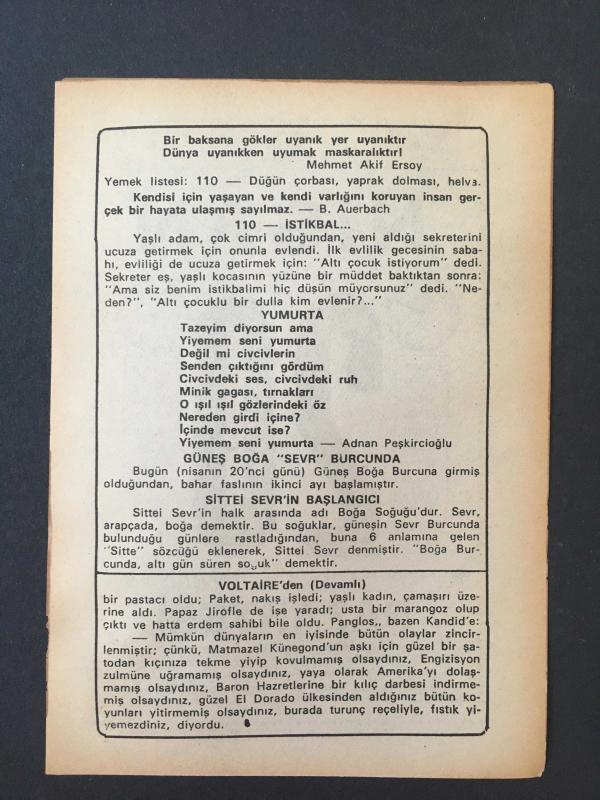 Bir baksana gökler uyanık yer uyanıktır
Dünya uyanıkken uyumak maskaralıktır!
Mehmet Akif Ersoy
Yemek listesi: 110 — Düğün çorbası, yaprak dolması, helva.
Kendisi için yaşayan ve kendi varlığını koruyan insan ger-
çek bir hayata ulaşmış sayılmaz. — B. Auerbach
110 — İSTİKBAL...
Yaşlı adam, çok cimri olduğundan, yeni aldığı sekreterini
ucuza getirmek için onunla evlendi. İlk evlilik gecesinin saba-
hı, evliliği de ucuza getirmek için: "Altı çocuk istiyorum" dedi.
Sekreter eş, yaşlı kocasının yüzüne bir müddet baktıktan sonra:
"Ama siz benim istikbalimi hiç düşün müyorsunuz" dedi. "Ne-
den?", "Altı çocuklu bir dulla kim evlenir?..."
YUMURTA
Tazeyim diyorsun ama
Yiyemem seni yumurta
Değil mi civcivlerin
Senden çıktığını gördüm
Civcivdeki ses, civcivdeki ruh
Minik gagası, tırnakları
O ışıl ışıl gözlerindeki öz
Nereden girdi içine?
İçinde mevcut ise?
Yiyemem seni yumurta — Adnan Peşkircioğlu
GÜNEŞ BOĞA "SEVR" BURCUNDA
Bugün (nisanın 20'nci günü) Güneş Boğa Burcuna girmiş
olduğundan, bahar faslının ikinci ayı başlamıştır.
SİTTEİ SEVR'İN BAŞLANGICI
Sittei Sevr'in halk arasında adı Boğa Soğuğu'dur. Sevr,
arapçada, boğa demektir. Bu soğuklar, güneşin Sevr Burcunda
bulunduğu günlere rastladığından, buna 6 anlamına gelen
"Sitte" sözcüğü eklenerek, Sittei Sevr denmiştir. "Boğa Bur-
cunda, altı gün süren soğuk" demektir.
VOLTAİRE'den (Devamlı)
bir pastacı oldu; Paket, nakış işledi; yaşlı kadın, çamaşırı üze-
rine aldı. Papaz Jirofle de işe yaradı; usta bir marangoz olup
çıktı ve hatta erdem sahibi bile oldu. Panglos,, bazen Kandid'e:
— Mümkün dünyaların en iyisinde bütün olaylar zincir-
lenmiştir; çünkü, Matmazel Künegond'un aşkı için güzel bir şa-
todan kıçınıza tekme yiyip kovulmamış olsaydınız, Engizisyon
zulmüne uğramamış olsaydınız, yaya olarak Amerika'yı dolaş-
mamış olsaydınız, Baron Hazretlerine bir kılıç darbesi indirme-
miş olsaydınız, güzel El Dorado ülkesinden aldığınız bütün ko-
yunları yitirmemiş olsaydınız, burada turunç reçeliyle, fıstık yi-
yemezdiniz, diyordu.